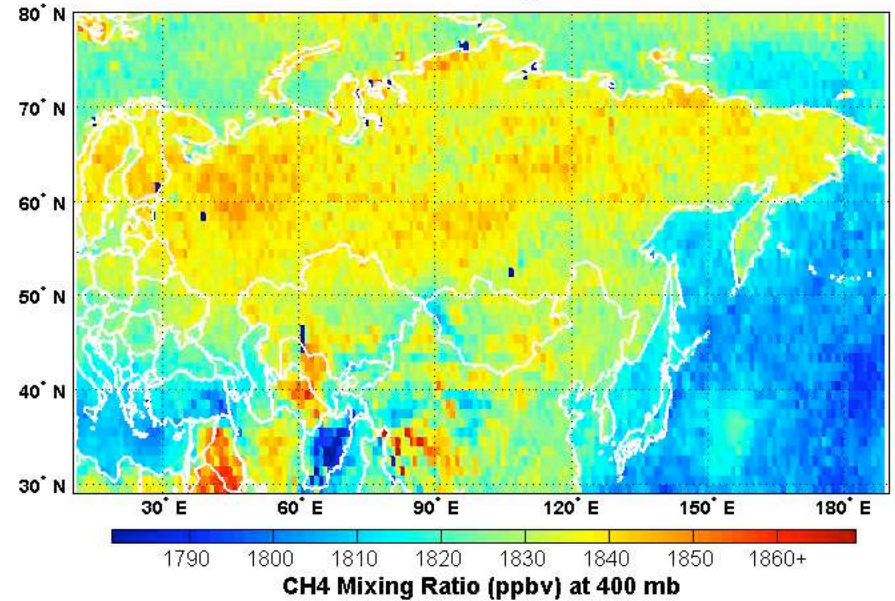 80° N
70° N
60° N
50° N
40° N
30° N
30° E 60° E 90° E 120° E 150° E 180° E
1790 1800 1810 1820 1830 1840 1850 1860+
CH4 Mixing Ratio (ppbv) at 400 mb